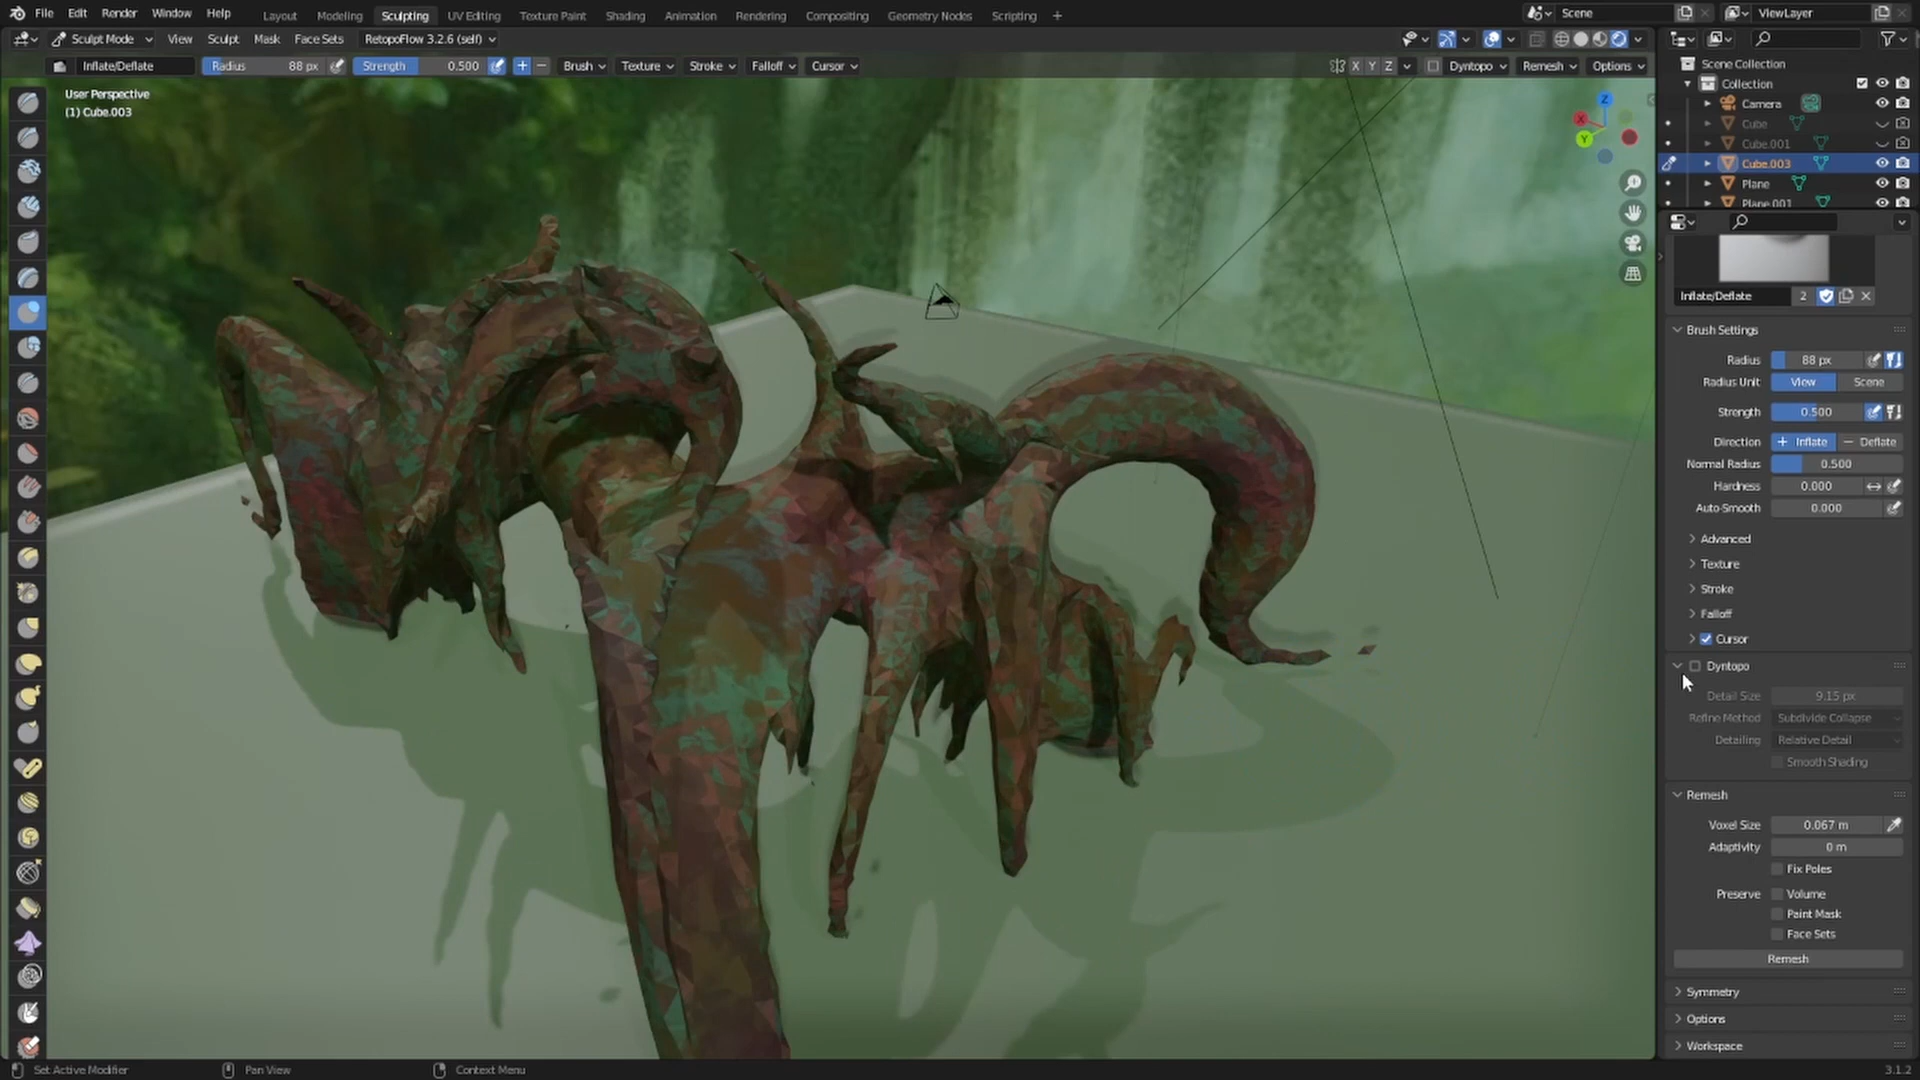 File Edit Render Window Help Layout Modeling Sculpting UV Editing Texture Paint Shading Animation Rendering Compositing Geometry Nodes Scripting + Scene ViewLayer
Sculpt Mode View Sculpt Mask Face Sets RetopoFlow 3.2.6 (self)
Inflate/Deflate Radius 88 px Strength 0.500 Brush Texture Stroke Falloff Cursor X Y Z Dyntopo Remesh Options
User Perspective
(1) Cube.003
Z
X
Y
Scene Collection
Collection
Camera
Cube
Cube.001
Cube.003
Plane
Plane.001
Inflate/Deflate 2
Brush Settings
Radius 88 px
Radius Unit View Scene
Strength 0.500
Direction + Inflate − Deflate
Normal Radius 0.500
Hardness 0.000
Auto-Smooth 0.000
Advanced
Texture
Stroke
Falloff
Cursor
Dyntopo
Detail Size 9.15 px
Refine Method Subdivide Collapse
Detailing Relative Detail
Smooth Shading
Remesh
Voxel Size 0.067 m
Adaptivity 0 m
Fix Poles
Preserve Volume
Paint Mask
Face Sets
Remesh
Symmetry
Options
Workspace
Set Active Modifier Pan View Context Menu 3.1.2